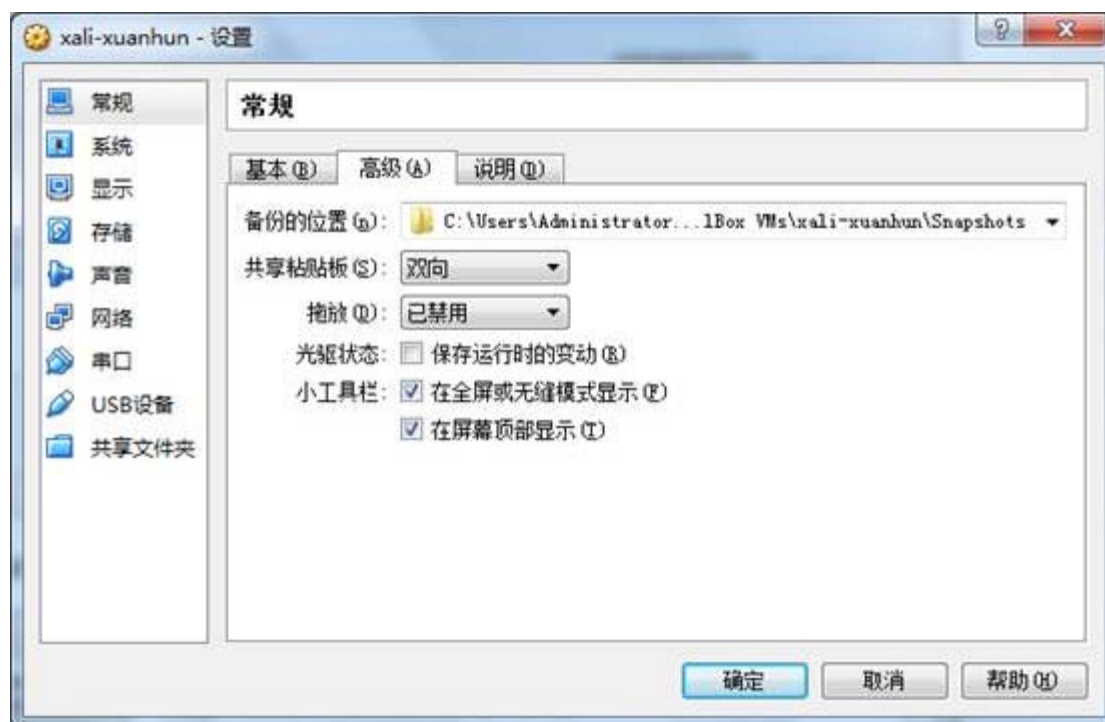 xali-xuanhun - 设置
常规
系统
显示
存储
声音
网络
串口
USB设备
共享文件夹
常规
基本(B) 高级(A) 说明(D)
备份的位置(n): C:\Users\Administrator...lBox VMs\xali-xuanhun\Snapshots
共享粘贴板(S): 双向
拖放(D): 已禁用
光驱状态: 保存运行时的变动(R)
小工具栏: 在全屏或无缝模式显示(F)
在屏幕顶部显示(T)
确定 取消 帮助(H)